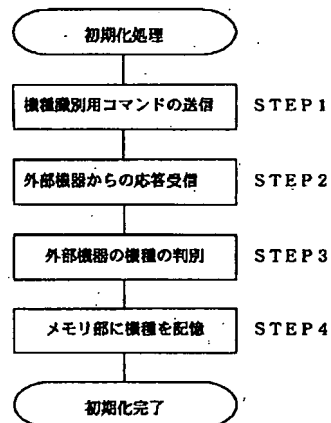 初期化処理
機種識別用コマンドの送信 STEP1
外部機器からの応答受信 STEP2
外部機器の機種の判別 STEP3
メモリ部に機種を記憶 STEP4
初期化完了